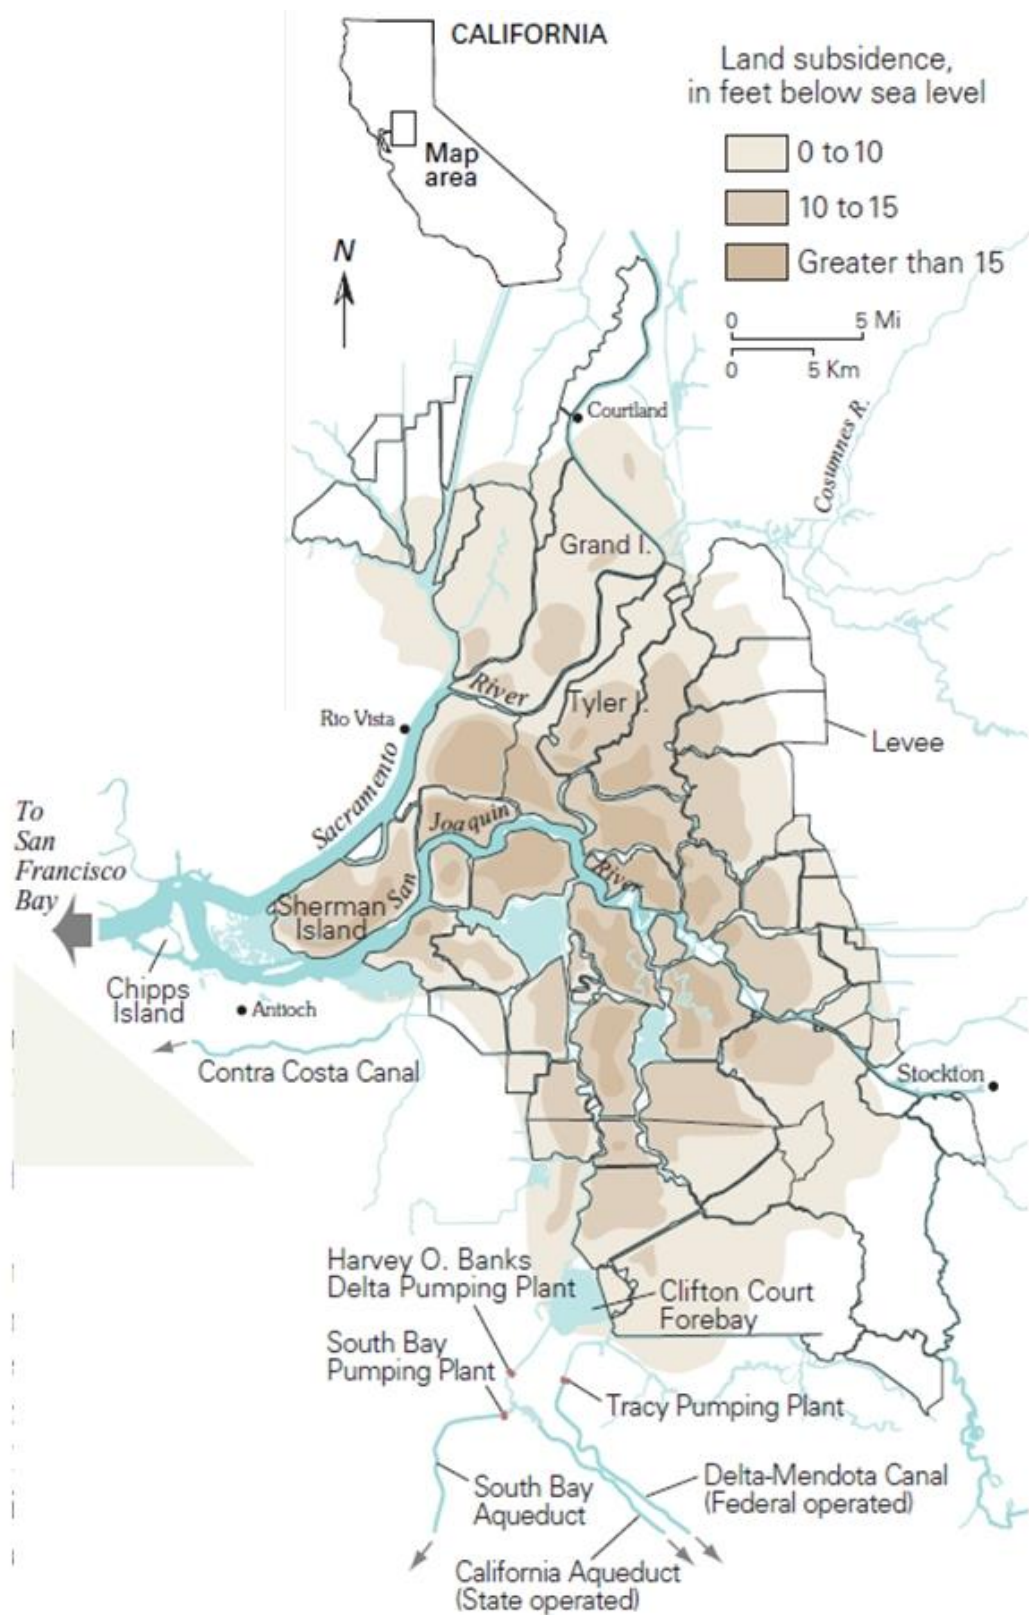 CALIFORNIA
Map
area
N
Land subsidence,
in feet below sea level
0 to 10
10 to 15
Greater than 15
0 5 Mi
0 5 Km
Courtland
Cosumnes R.
Grand I.
River
Tyler I.
Rio Vista
Levee
Sacramento
Joaquin
To
San
Francisco
Bay
River
San
Sherman
Island
Chipps
Island
Antioch
Contra Costa Canal
Stockton
Harvey O. Banks
Delta Pumping Plant
Clifton Court
Forebay
South Bay
Pumping Plant
Tracy Pumping Plant
South Bay
Aqueduct
Delta-Mendota Canal
(Federal operated)
California Aqueduct
(State operated)